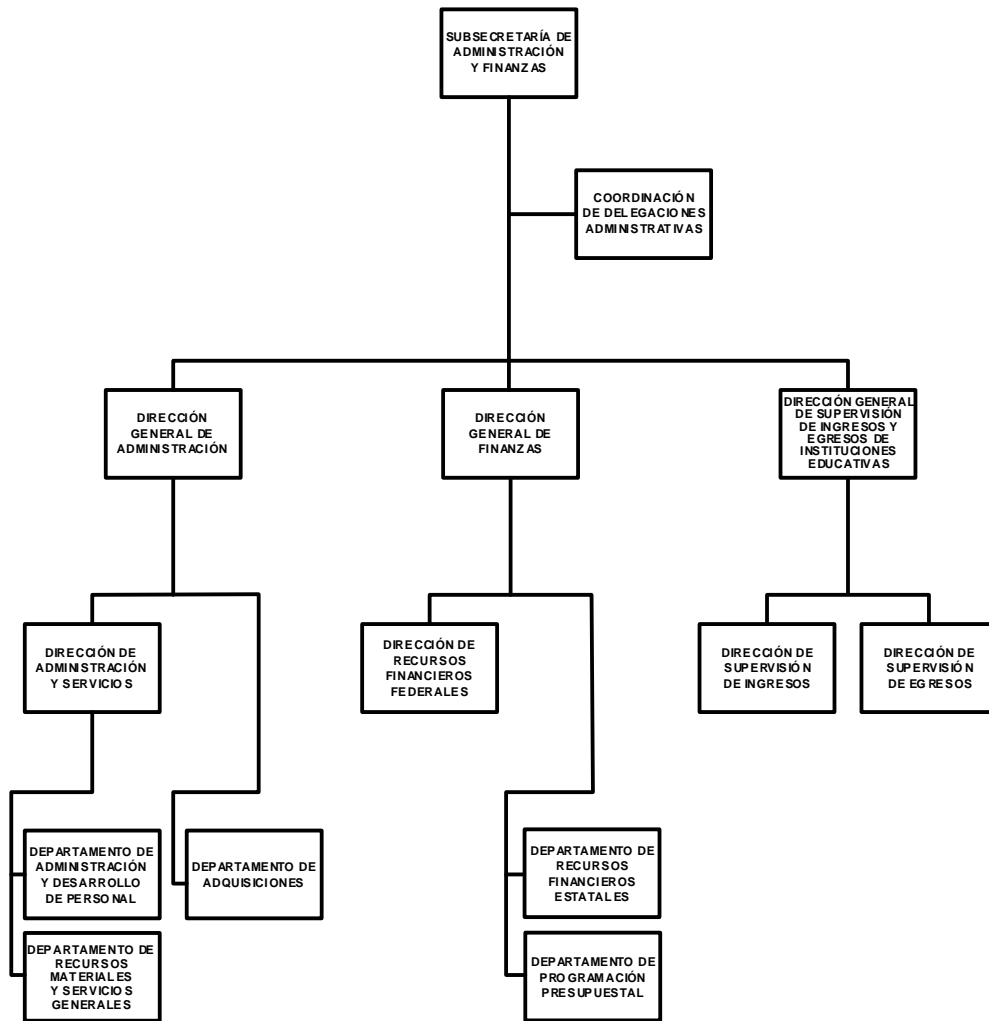 SUBSECRETARÍA DE
ADMINISTRACIÓN
Y FINANZAS
COORDINACIÓN
DE DELEGACIONES
ADMINISTRATIVAS
DIRECCIÓN
GENERAL DE
ADMINISTRACIÓN
DIRECCIÓN
GENERAL DE
FINANZAS
DIRECCIÓN GENERAL
DE SUPERVISIÓN
DE INGRESOS Y
EGRESOS DE
INSTITUCIONES
EDUCATIVAS
DIRECCIÓN DE
ADMINISTRACIÓN
Y SERVICIOS
DIRECCIÓN DE
RECURSOS
FINANCIEROS
FEDERALES
DIRECCIÓN DE
SUPERVISIÓN
DE INGRESOS
DIRECCIÓN DE
SUPERVISIÓN
DE EGRESOS
DEPARTAMENTO DE
ADMINISTRACIÓN
Y DESARROLLO
DE PERSONAL
DEPARTAMENTO DE
ADQUISICIONES
DEPARTAMENTO DE
RECURSOS
FINANCIEROS
ESTATALES
DEPARTAMENTO DE
RECURSOS
MATERIALES
Y SERVICIOS
GENERALES
DEPARTAMENTO DE
PROGRAMACIÓN
PRESUPUESTAL